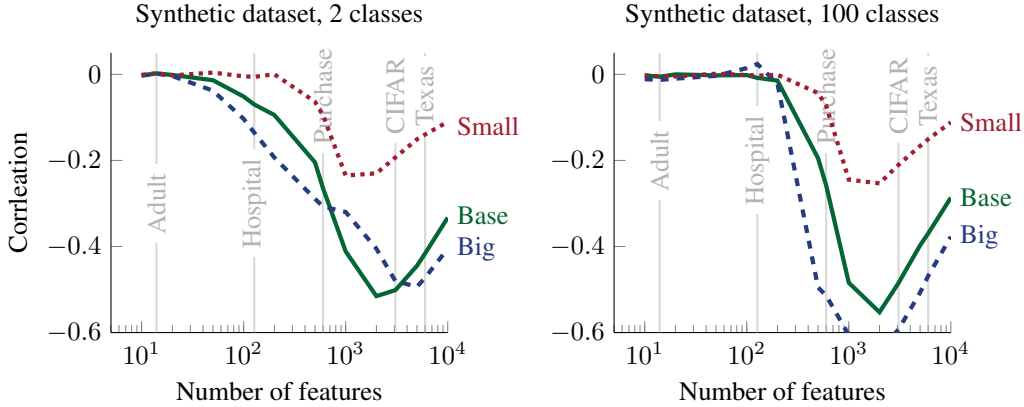 Synthetic dataset, 2 classes
Corrleation
0
−0.2
−0.4
−0.6
10^1
10^2
10^3
10^4
Number of features
Adult
Hospital
Purchase
CIFAR
Texas
Small
Base
Big
Synthetic dataset, 100 classes
0
−0.2
−0.4
−0.6
10^1
10^2
10^3
10^4
Number of features
Adult
Hospital
Purchase
CIFAR
Texas
Small
Base
Big